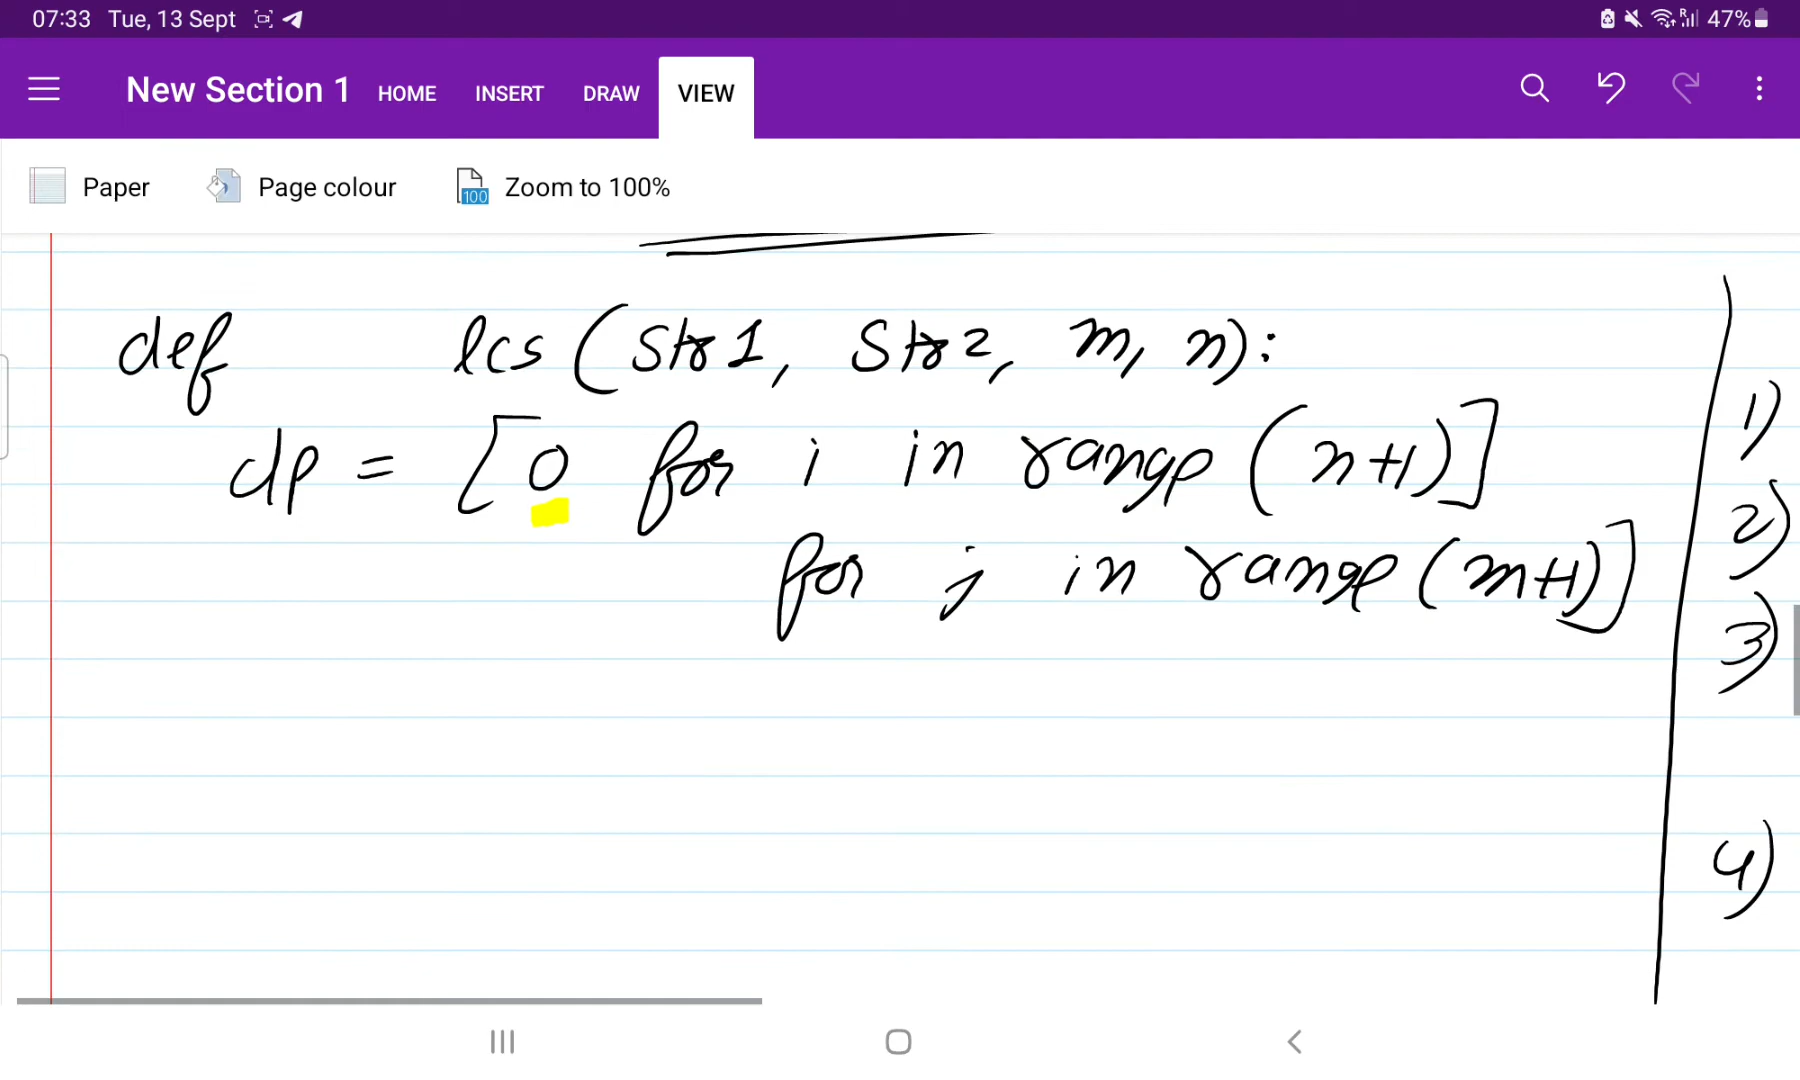 07:33 Tue, 13 Sept R 47%
New Section 1 HOME INSERT DRAW VIEW
Paper Page colour 100 Zoom to 100%
def lcs (Str1, Str2, m, n):
dp = [0 for i in range (n+1)]
for j in range (m+1)]
1)
2)
3)
4)